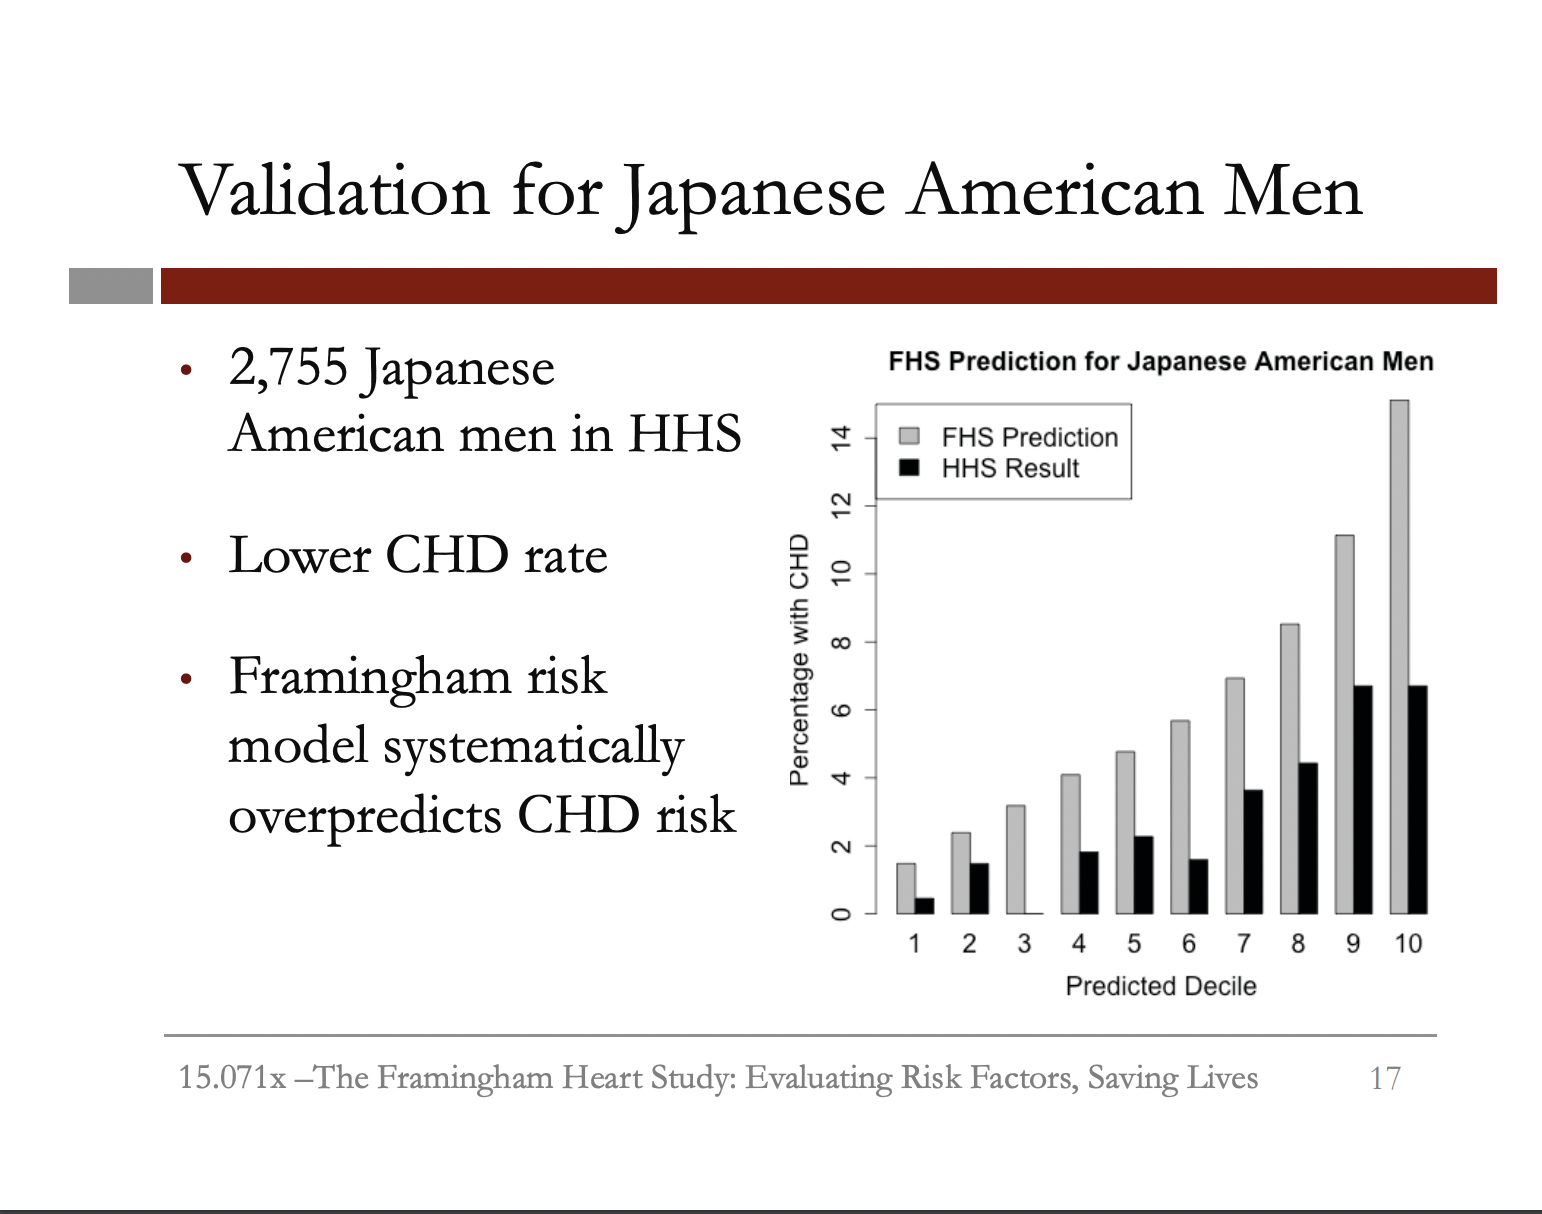 Validation for Japanese American Men
• 2,755 Japanese
American men in HHS
• Lower CHD rate
• Framingham risk
model systematically
overpredicts CHD risk
FHS Prediction for Japanese American Men
FHS Prediction
HHS Result
Percentage with CHD
14
12
10
8
6
4
2
0
1 2 3 4 5 6 7 8 9 10
Predicted Decile
15.071x –The Framingham Heart Study: Evaluating Risk Factors, Saving Lives 17